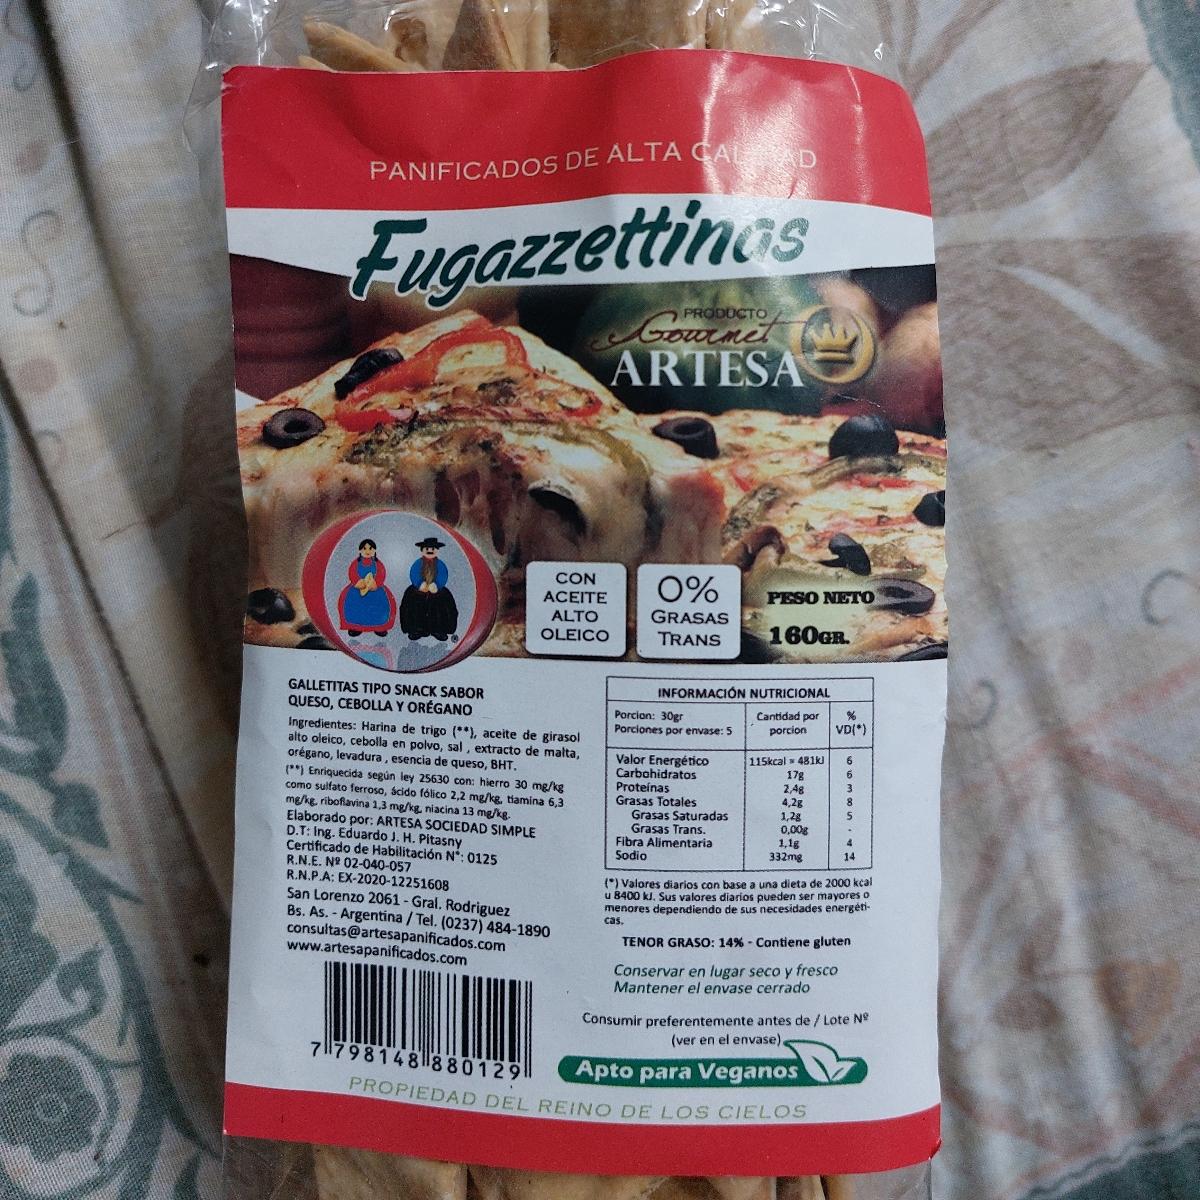 PANIFICADOS DE ALTA CALIDAD
Fugazzettinas
PRODUCTO
Gourmet
ARTESA
CON
ACEITE
ALTO
OLEICO
0%
GRASAS
TRANS
PESO NETO
160GR.
GALLETITAS TIPO SNACK SABOR
QUESO, CEBOLLA Y ORÉGANO
Ingredientes: Harina de trigo (**), aceite de girasol
alto oleico, cebolla en polvo, sal , extracto de malta,
orégano, levadura , esencia de queso, BHT.
(**) Enriquecida según ley 25630 con: hierro 30 mg/kg
como sulfato ferroso, ácido fólico 2,2 mg/kg, tiamina 6,3
mg/kg, riboflavina 1,3 mg/kg, niacina 13 mg/kg.
Elaborado por: ARTESA SOCIEDAD SIMPLE
D.T: Ing. Eduardo J. H. Pitasny
Certificado de Habilitación N°: 0125
R.N.E. Nº 02-040-057
R.N.P.A: EX-2020-12251608
San Lorenzo 2061 - Gral. Rodriguez
Bs. As. - Argentina / Tel. (0237) 484-1890
consultas@artesapanificados.com
www.artesapanificados.com
7 798148 880129
INFORMACIÓN NUTRICIONAL
Porcion: 30gr
Porciones por envase: 5
Cantidad por
porcion
%
VD(*)
Valor Energético 115kcal = 481kJ 6
Carbohidratos 17g 6
Proteínas 2,4g 3
Grasas Totales 4,2g 8
Grasas Saturadas 1,2g 5
Grasas Trans. 0,00g -
Fibra Alimentaria 1,1g 4
Sodio 332mg 14
(*) Valores diarios con base a una dieta de 2000 kcal
u 8400 kJ. Sus valores diarios pueden ser mayores o
menores dependiendo de sus necesidades energéti-
cas.
TENOR GRASO: 14% - Contiene gluten
Conservar en lugar seco y fresco
Mantener el envase cerrado
Consumir preferentemente antes de / Lote Nº
(ver en el envase)
Apto para Veganos
PROPIEDAD DEL REINO DE LOS CIELOS